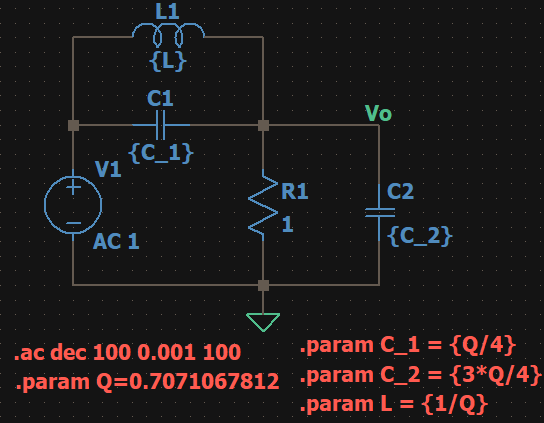 L1
{L}
C1
{C_1}
Vo
V1
R1
C2
1
{C_2}
AC 1
.ac dec 100 0.001 100
.param Q=0.7071067812
.param C_1 = {Q/4}
.param C_2 = {3*Q/4}
.param L = {1/Q}